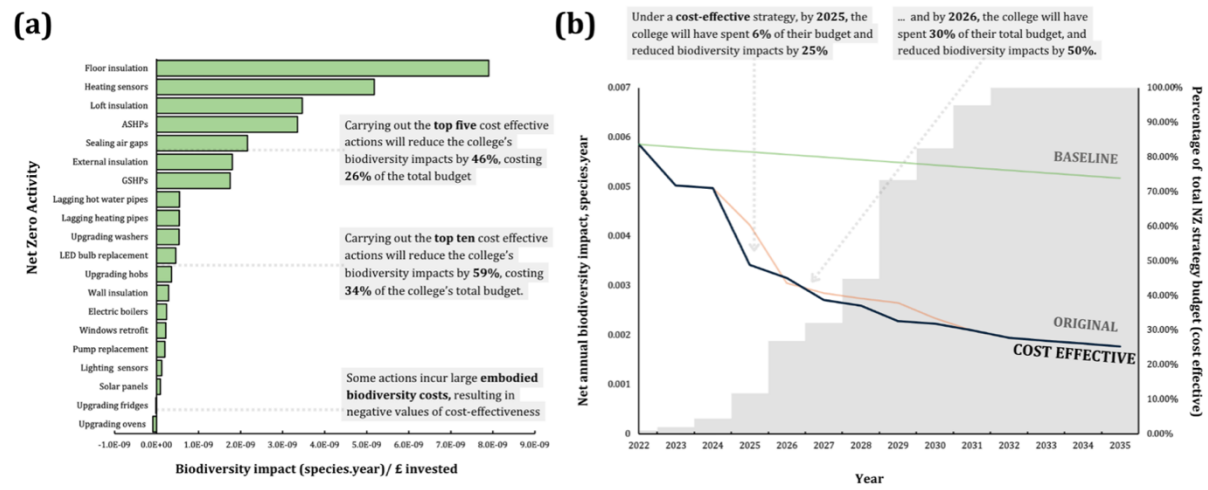 (a)
Net Zero Activity
Floor insulation
Heating sensors
Loft insulation
ASHPs
Sealing air gaps
External insulation
GSHPs
Lagging hot water pipes
Lagging heating pipes
Upgrading washers
LED bulb replacement
Upgrading hobs
Wall insulation
Electric boilers
Windows retrofit
Pump replacement
Lighting sensors
Solar panels
Upgrading fridges
Upgrading ovens
Carrying out the top five cost effective
actions will reduce the college's
biodiversity impacts by 46%, costing
26% of the total budget
Carrying out the top ten cost effective
actions will reduce the college's
biodiversity impacts by 59%, costing
34% of the college's total budget.
Some actions incur large embodied
biodiversity costs, resulting in
negative values of cost-effectiveness
-1.0E-09 0.0E+00 1.0E-09 2.0E-09 3.0E-09 4.0E-09 5.0E-09 6.0E-09 7.0E-09 8.0E-09 9.0E-09
Biodiversity impact (species.year)/ £ invested
(b)
Under a cost-effective strategy, by 2025, the
college will have spent 6% of their budget and
reduced biodiversity impacts by 25%
... and by 2026, the college will have
spent 30% of their total budget, and
reduced biodiversity impacts by 50%.
Net annual biodiversity impact, species.year
0.007
0.006
0.005
0.004
0.003
0.002
0.001
0
BASELINE
ORIGINAL
COST EFFECTIVE
100.00%
90.00%
80.00%
70.00%
60.00%
50.00%
40.00%
30.00%
20.00%
10.00%
0.00%
Percentage of total NZ strategy budget (cost effective)
2022 2023 2024 2025 2026 2027 2028 2029 2030 2031 2032 2033 2034 2035
Year